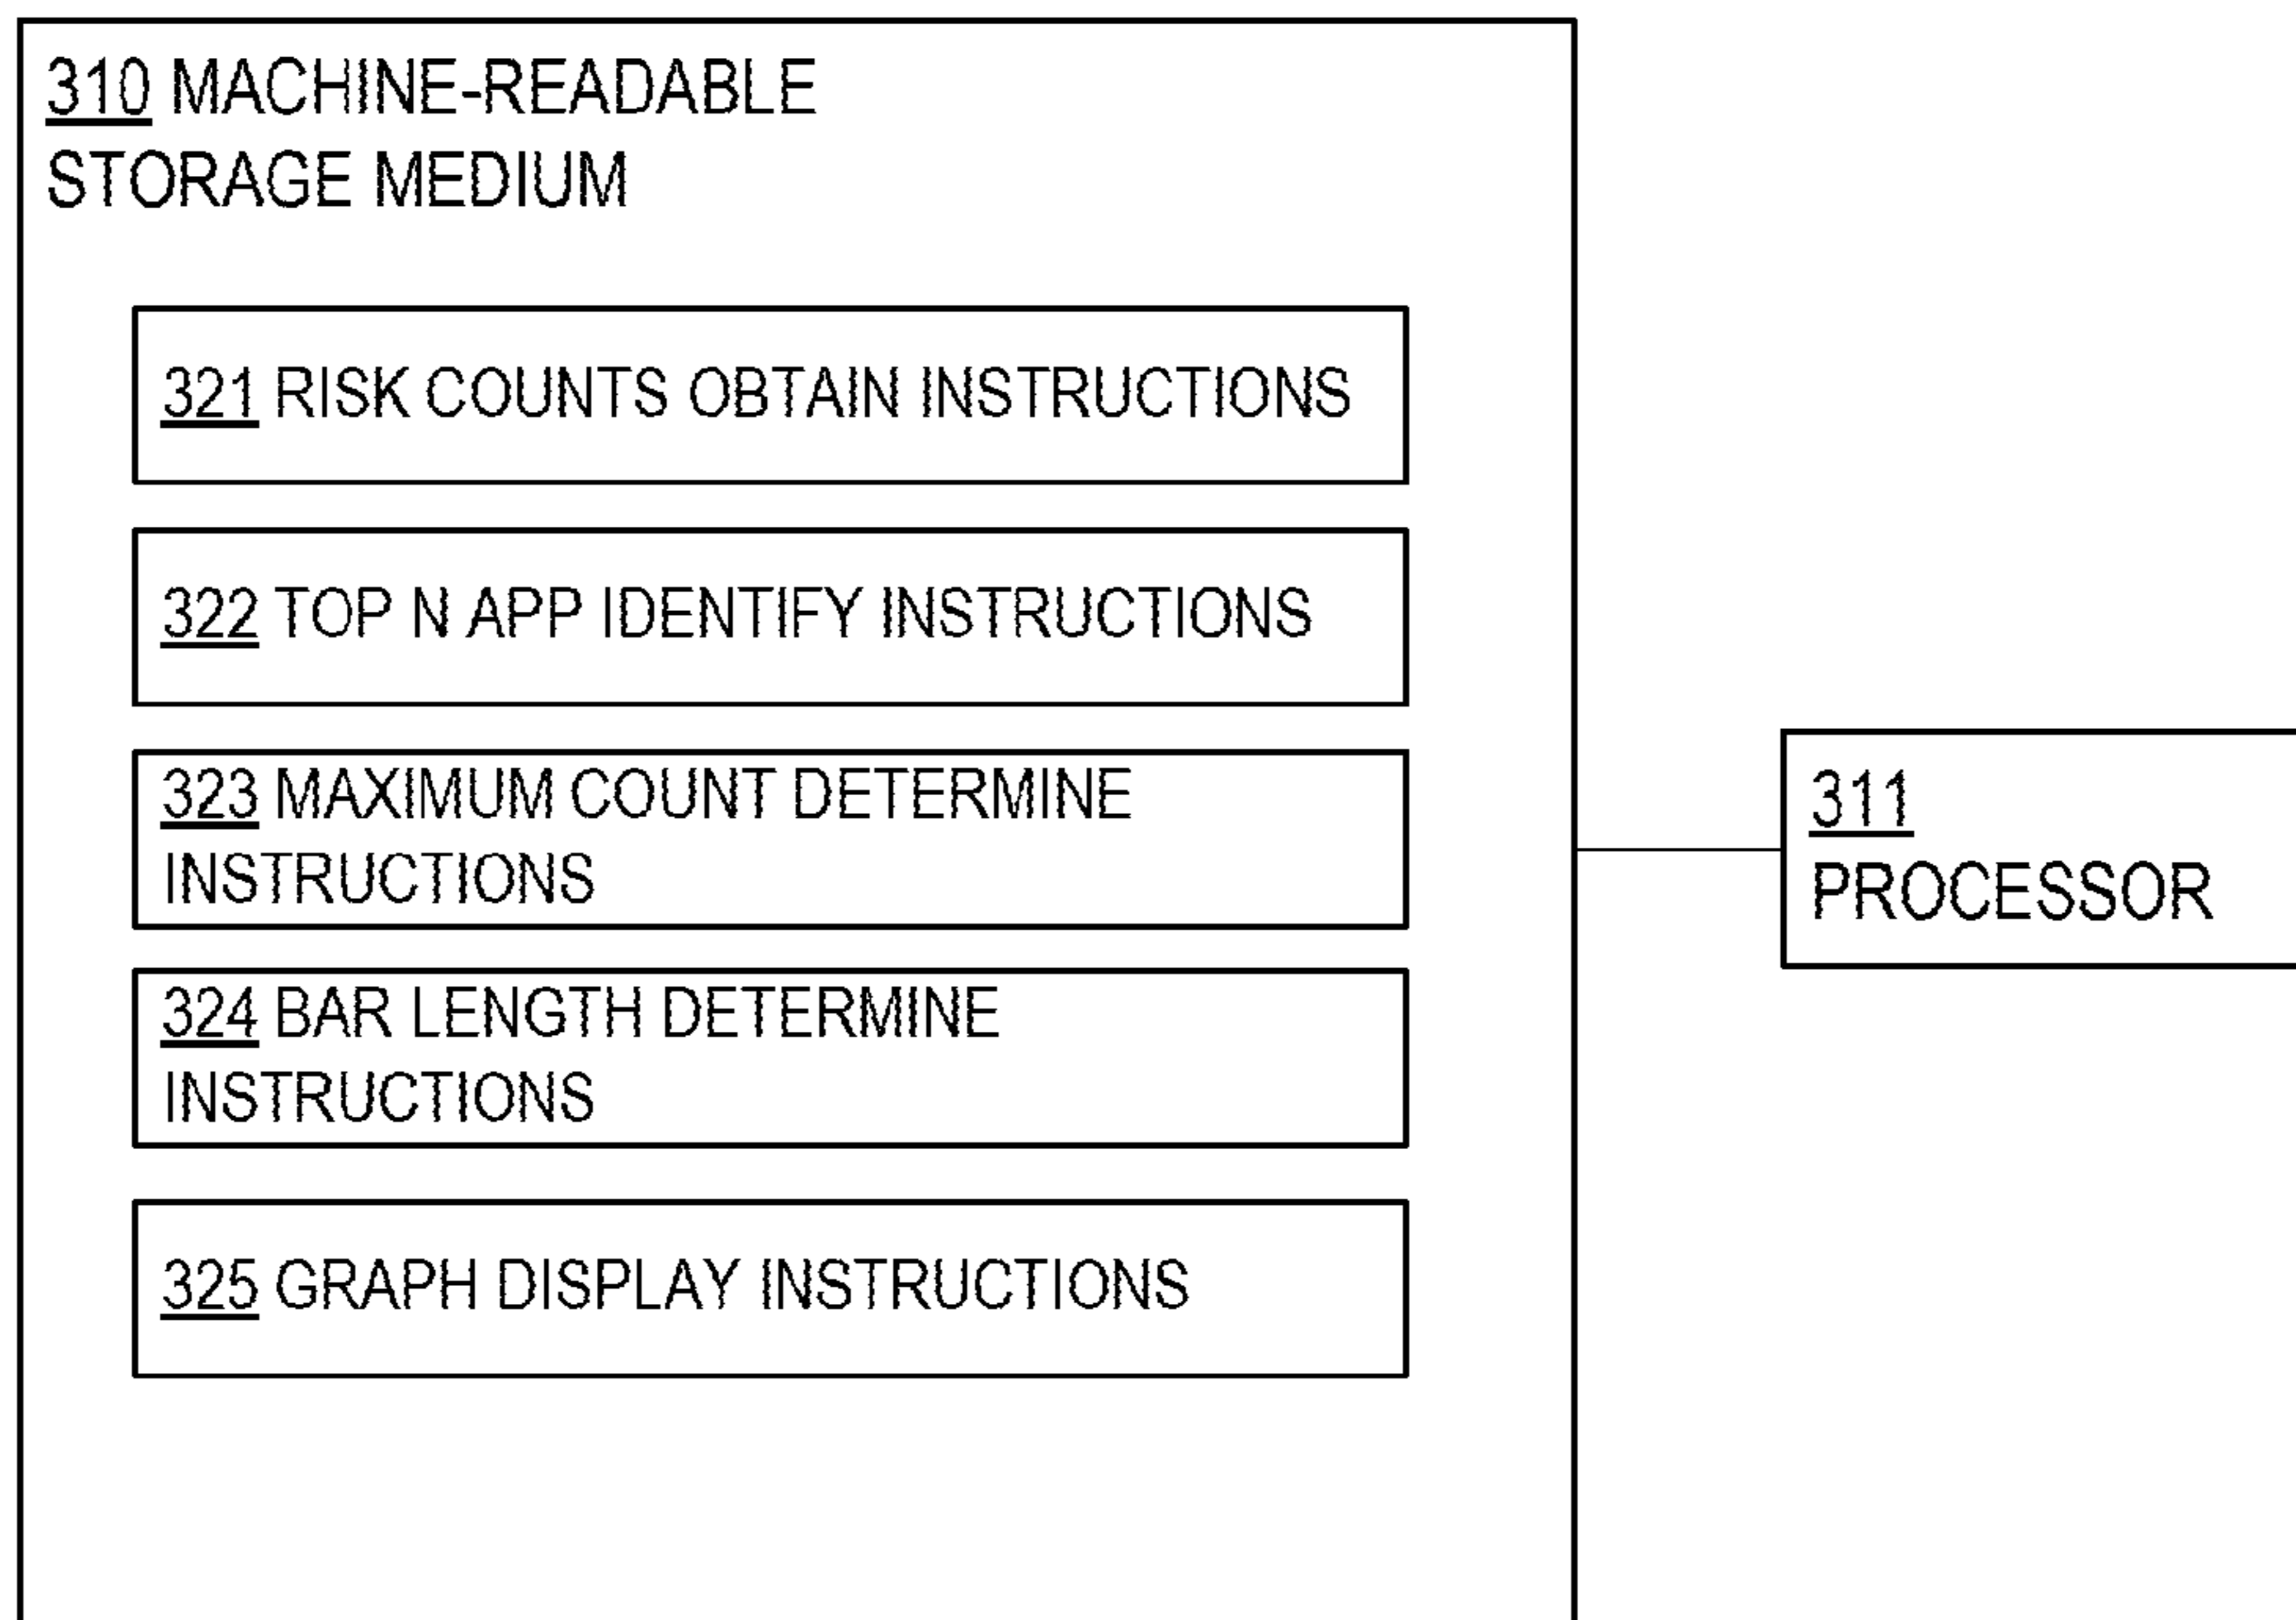 310 MACHINE-READABLE
STORAGE MEDIUM
321 RISK COUNTS OBTAIN INSTRUCTIONS
322 TOP N APP IDENTIFY INSTRUCTIONS
323 MAXIMUM COUNT DETERMINE
INSTRUCTIONS
324 BAR LENGTH DETERMINE
INSTRUCTIONS
325 GRAPH DISPLAY INSTRUCTIONS
311
PROCESSOR